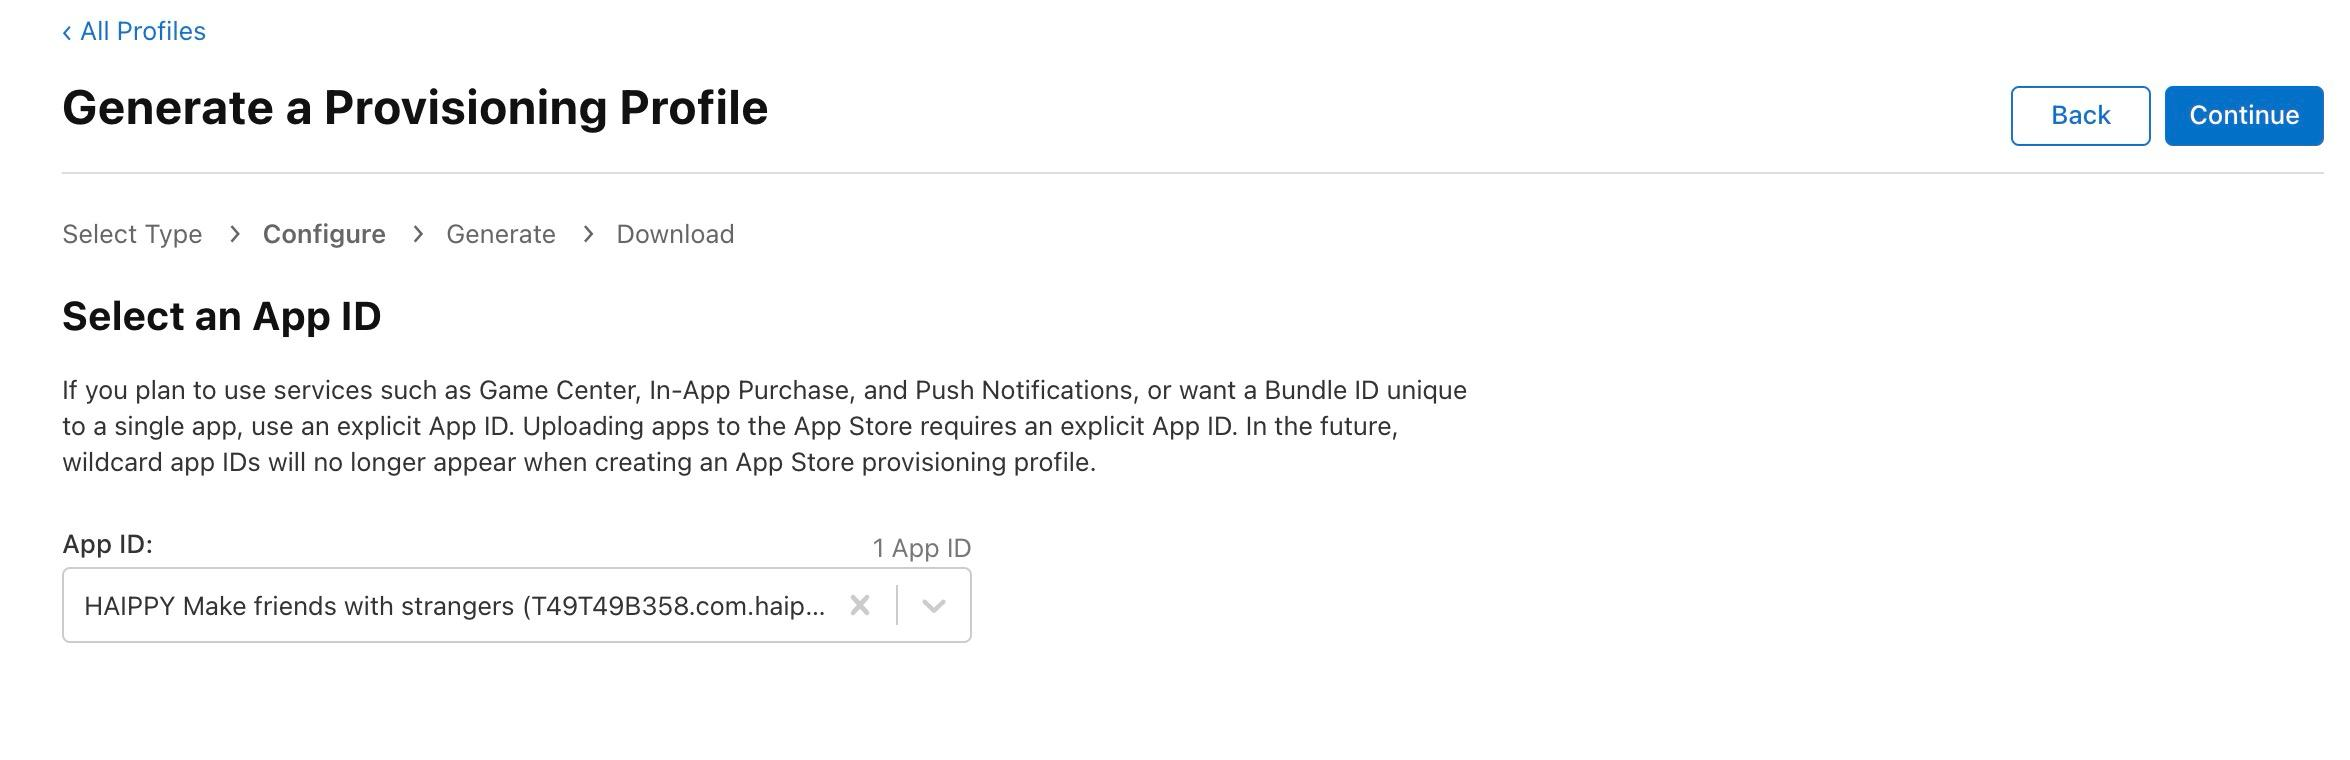 ‹ All Profiles
Generate a Provisioning Profile
Back
Continue
Select Type > Configure > Generate > Download
Select an App ID
If you plan to use services such as Game Center, In-App Purchase, and Push Notifications, or want a Bundle ID unique
to a single app, use an explicit App ID. Uploading apps to the App Store requires an explicit App ID. In the future,
wildcard app IDs will no longer appear when creating an App Store provisioning profile.
App ID:
1 App ID
HAIPPY Make friends with strangers (T49T49B358.com.haip...